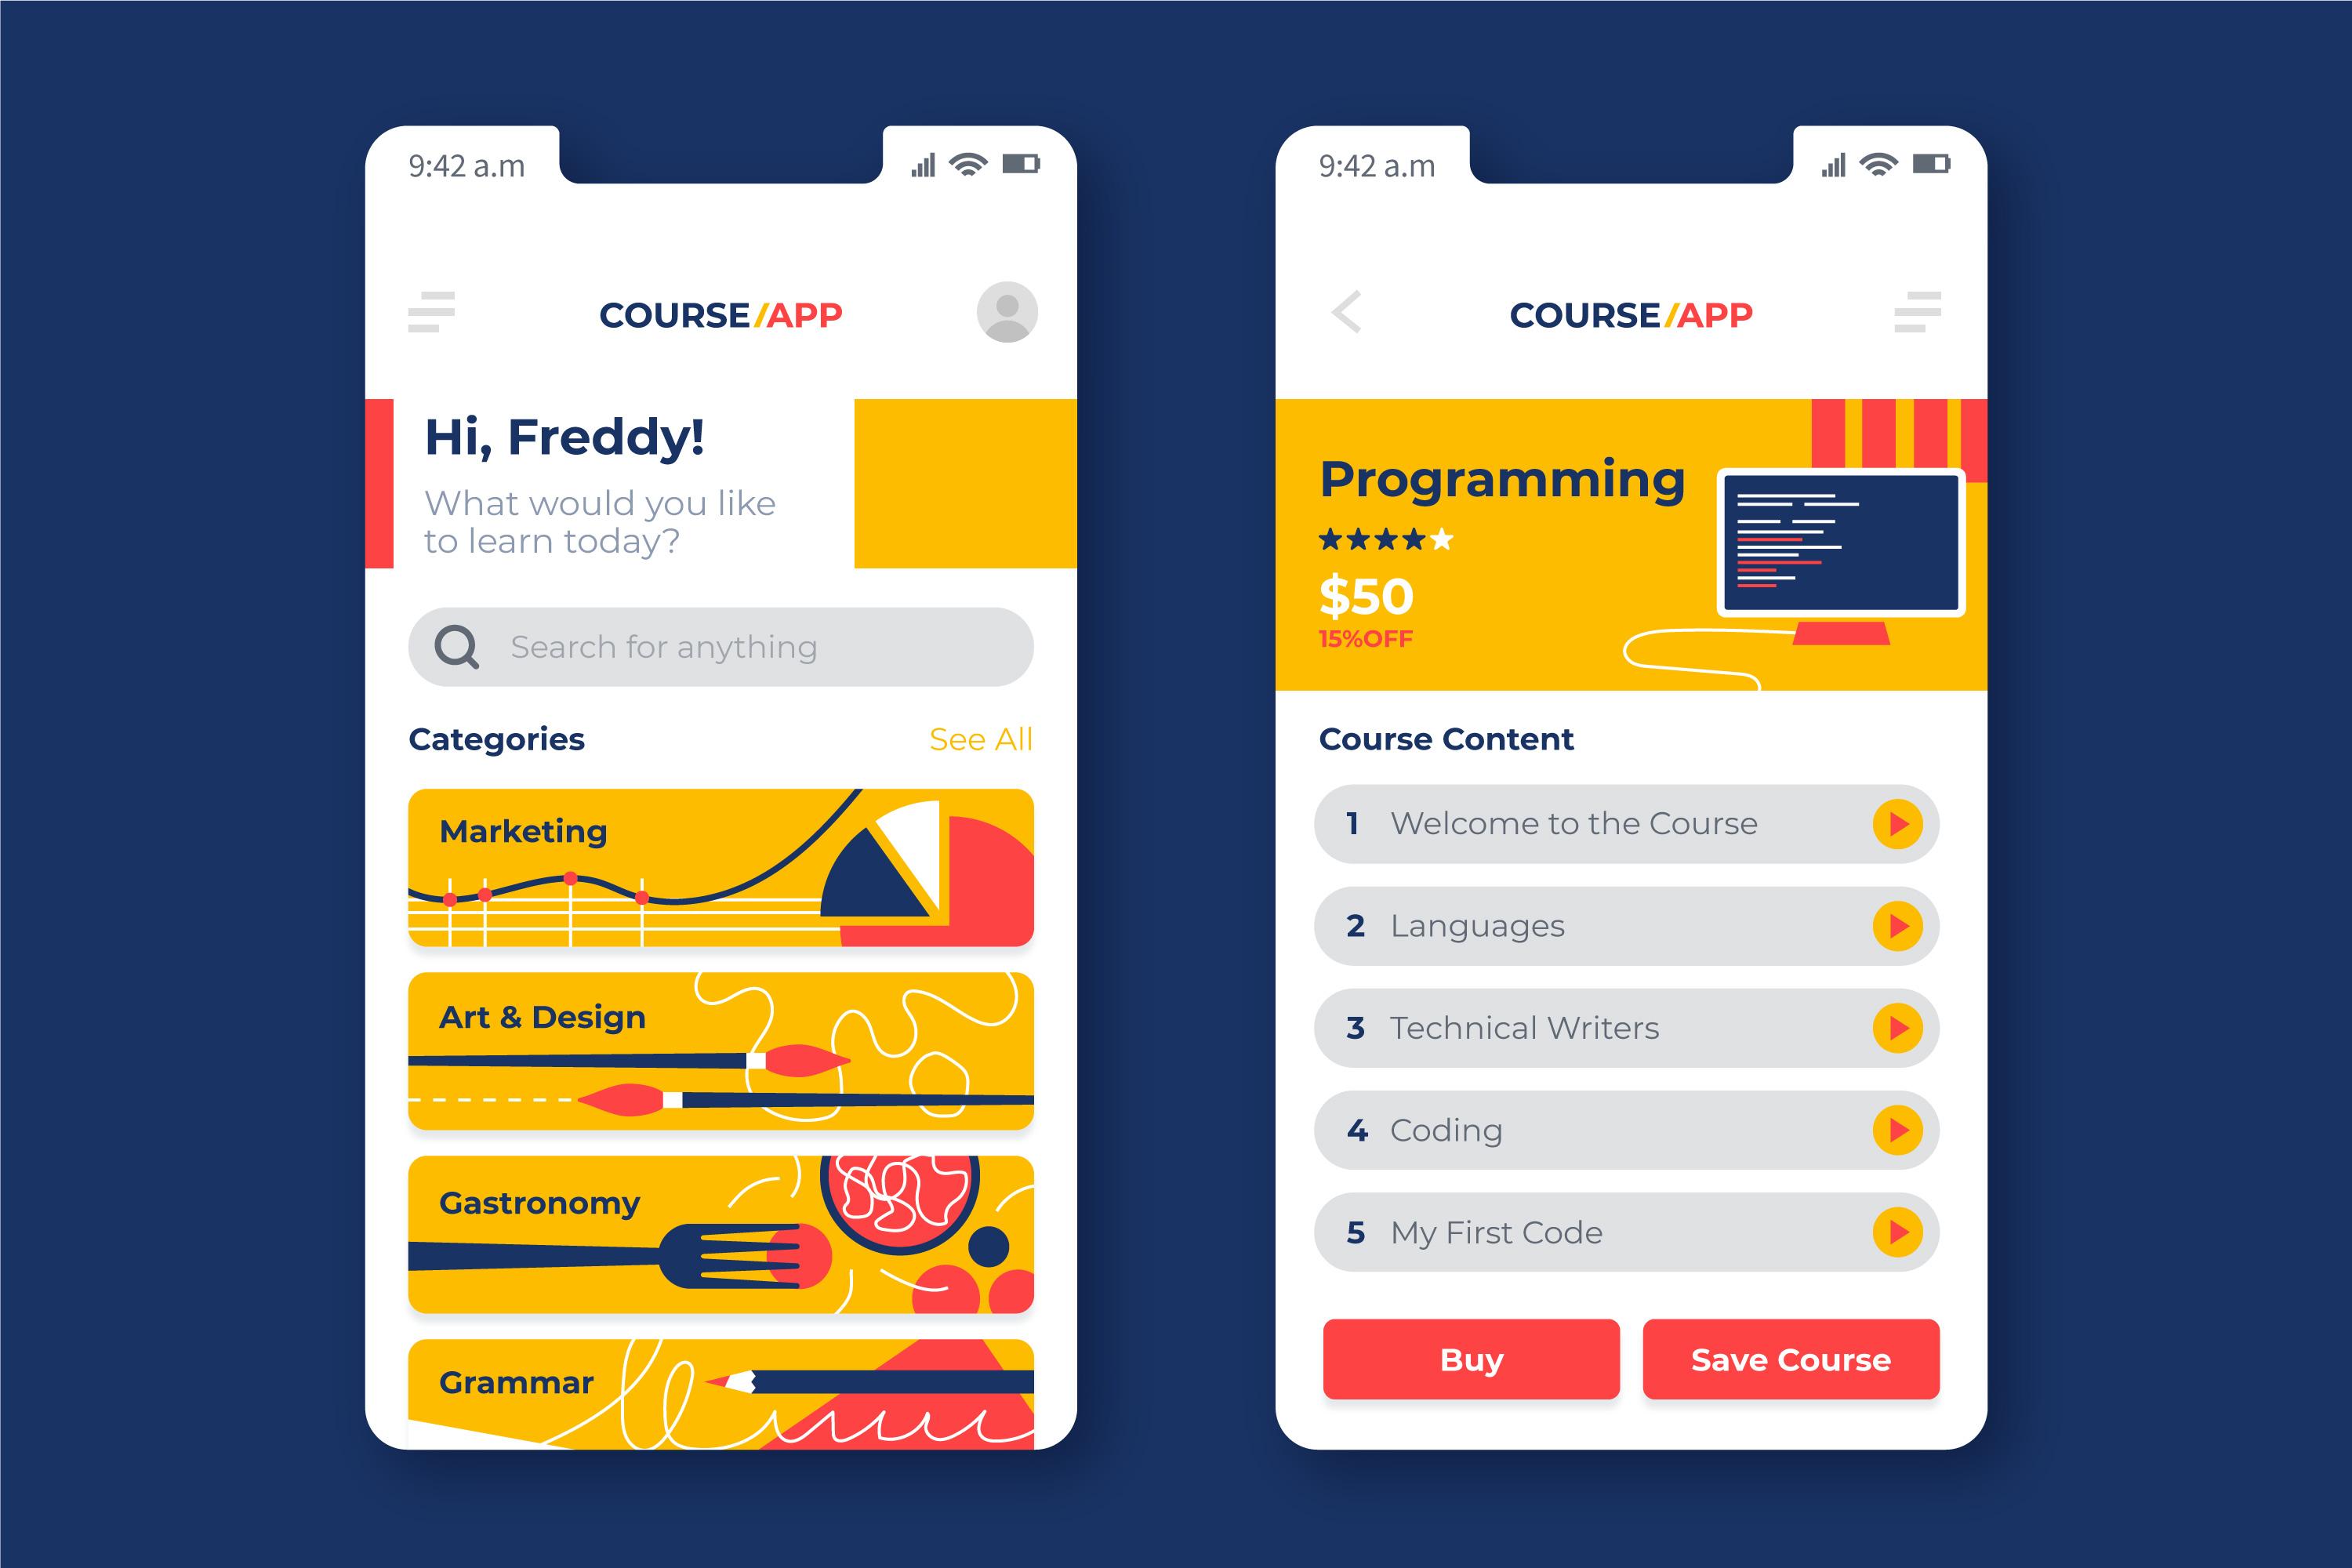 9:42 a.m
COURSE/APP
Hi, Freddy!
What would you like
to learn today?
Search for anything
Categories
See All
Marketing
Art & Design
Gastronomy
Grammar
9:42 a.m
COURSE/APP
Programming
$50
15%OFF
Course Content
1 Welcome to the Course
2 Languages
3 Technical Writers
4 Coding
5 My First Code
Buy
Save Course